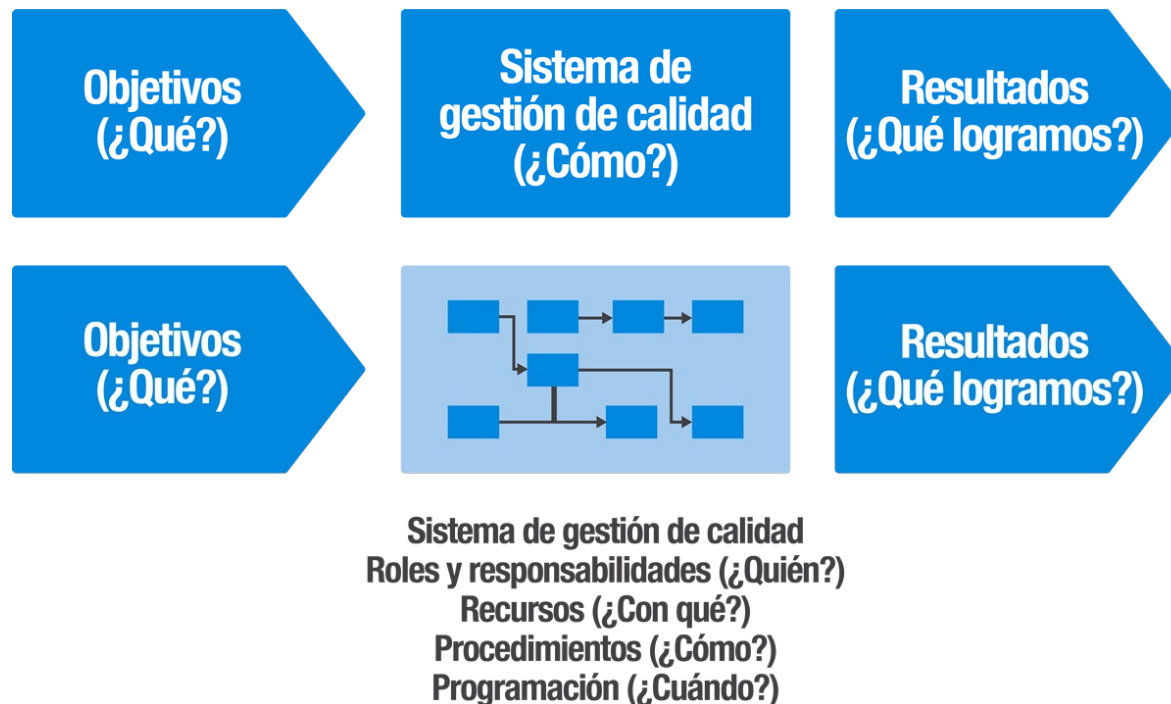 Objetivos
(¿Qué?)
Sistema de
gestión de calidad
(¿Cómo?)
Resultados
(¿Qué logramos?)
Objetivos
(¿Qué?)
Resultados
(¿Qué logramos?)
Sistema de gestión de calidad
Roles y responsabilidades (¿Quién?)
Recursos (¿Con qué?)
Procedimientos (¿Cómo?)
Programación (¿Cuándo?)